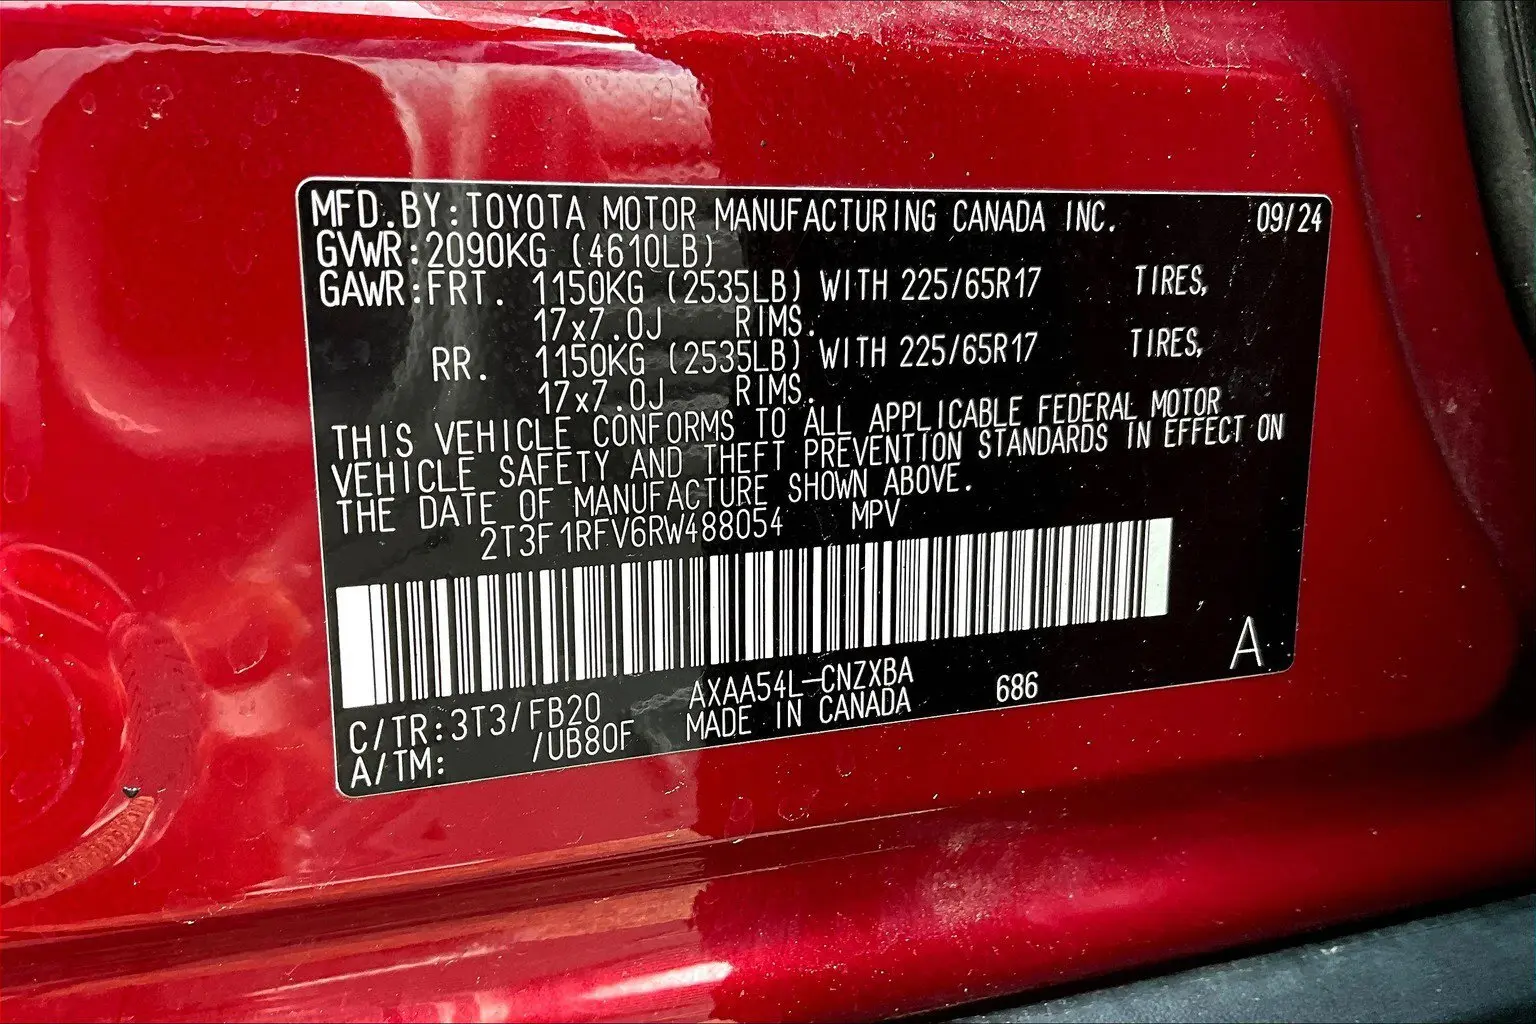 MFD.BY:TOYOTA MOTOR MANUFACTURING CANADA INC. 09/24
GVWR:2090KG (4610LB)
GAWR:FRT. 1150KG (2535LB) WITH 225/65R17 TIRES,
17x7.0J RIMS.
RR. 1150KG (2535LB) WITH 225/65R17 TIRES,
17x7.0J RIMS.
THIS VEHICLE CONFORMS TO ALL APPLICABLE FEDERAL MOTOR
VEHICLE SAFETY AND THEFT PREVENTION STANDARDS IN EFFECT ON
THE DATE OF MANUFACTURE SHOWN ABOVE.
2T3F1RFV6RW488054 MPV
A
C/TR:3T3/FB20 AXAA54L-CNZXBA 686
A/TM: /UB80F MADE IN CANADA